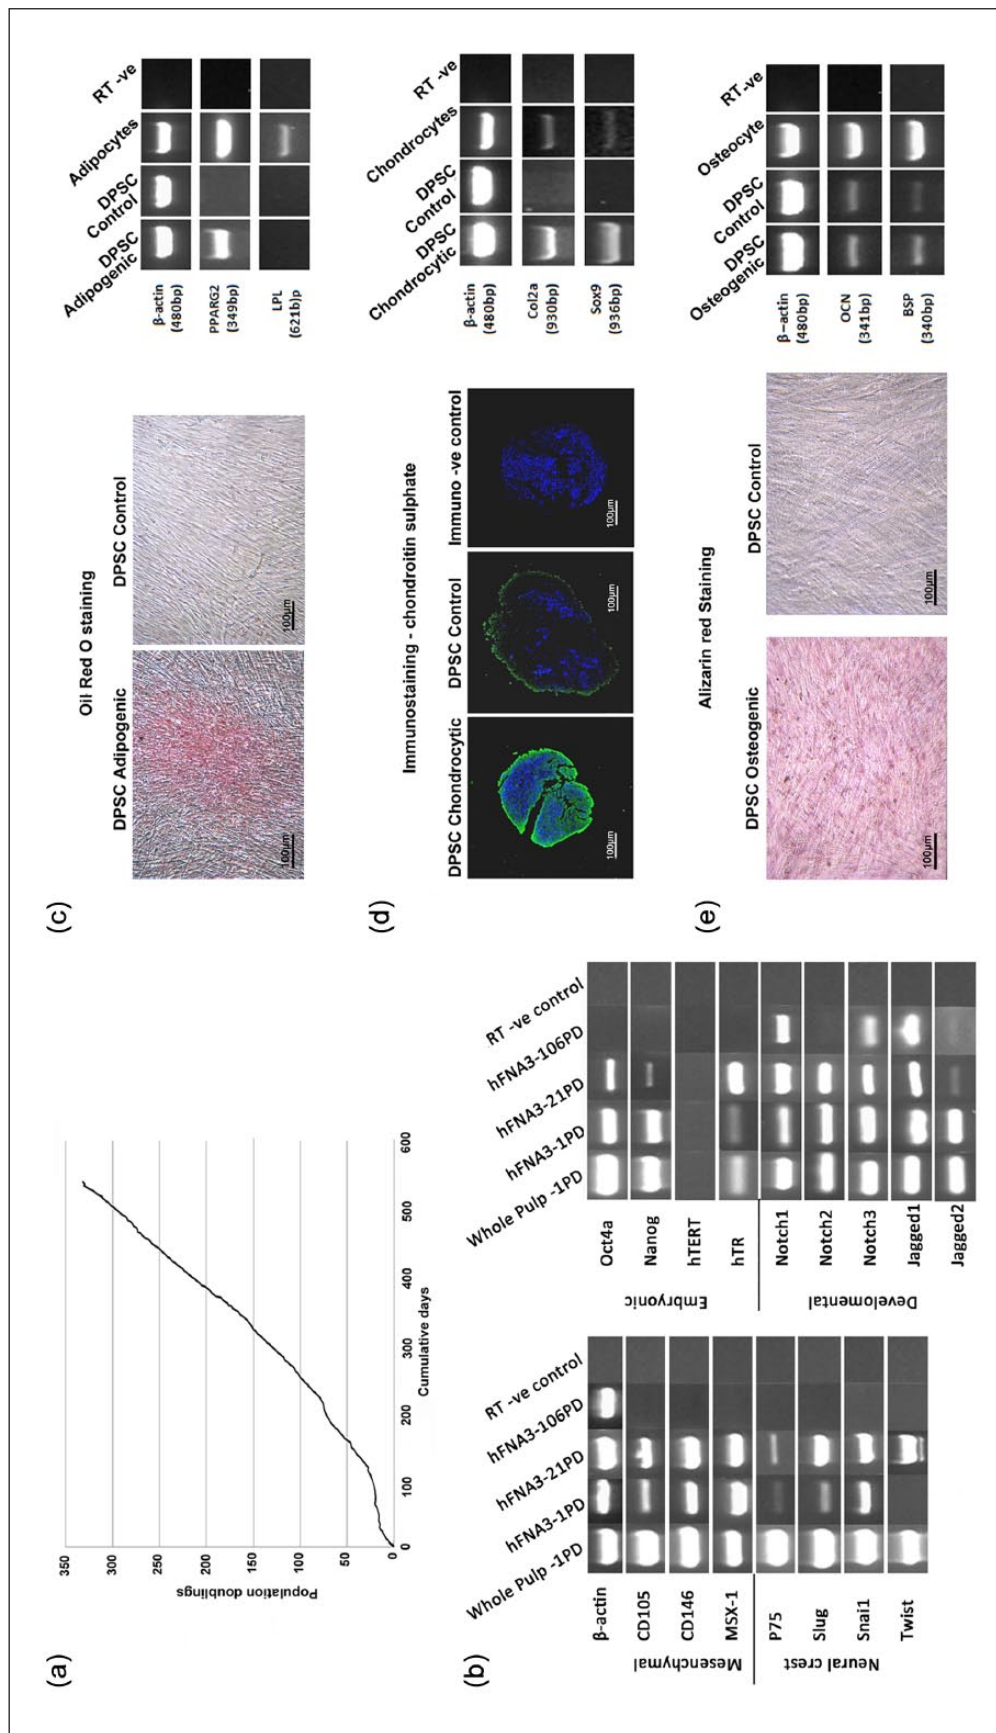 (a)
350
300
250
200
150
100
50
0
Population doublings
0
100
200
300
400
500
600
Cumulative days
(b)
Whole Pulp -1PD
hFNA3-1PD
hFNA3-21PD
hFNA3-106PD
RT -ve control
Mesenchymal
β-actin
CD105
CD146
MSX-1
Neural crest
P75
Slug
Snai1
Twist
Whole Pulp -1PD
hFNA3-1PD
hFNA3-21PD
hFNA3-106PD
RT -ve control
Embryonic
Oct4a
Nanog
hTERT
hTR
Develomental
Notch1
Notch2
Notch3
Jagged1
Jagged2
(c)
Oil Red O staining
DPSC Adipogenic
DPSC Control
100µm
100µm
DPSC
Adipogenic
DPSC
Control
Adipocytes
RT -ve
β-actin
(480bp)
PPARG2
(349bp)
LPL
(621b)p
(d)
Immunostaining - chondroitin sulphate
DPSC Chondrocytic
DPSC Control
Immuno -ve control
100µm
100µm
100µm
DPSC
Chondrocytic
DPSC
Control
Chondrocytes
RT -ve
β-actin
(480bp)
Col2a
(930bp)
Sox9
(936bp)
(e)
Alizarin red Staining
DPSC Osteogenic
DPSC Control
100µm
100µm
DPSC
Osteogenic
DPSC
Control
Osteocyte
RT -ve
β-actin
(480bp)
OCN
(341bp)
BSP
(340bp)